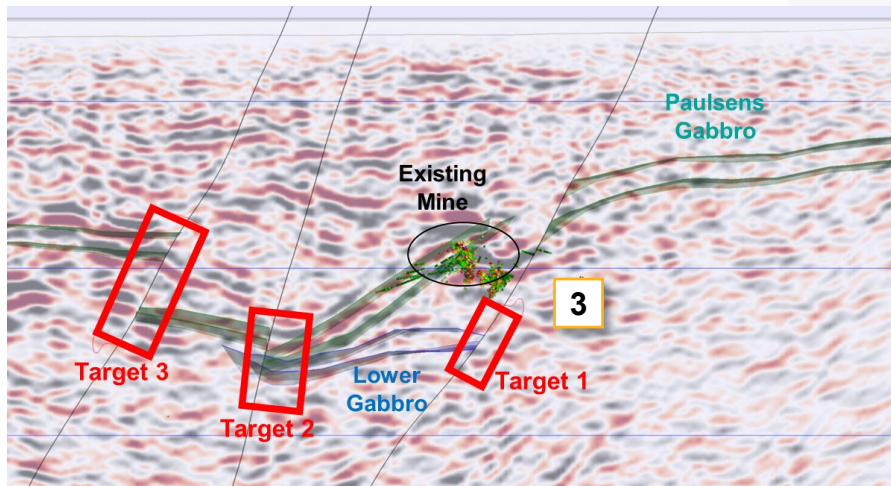 Paulsens
Gabbro
Existing
Mine
3
Target 3
Lower
Gabbro
Target 1
Target 2